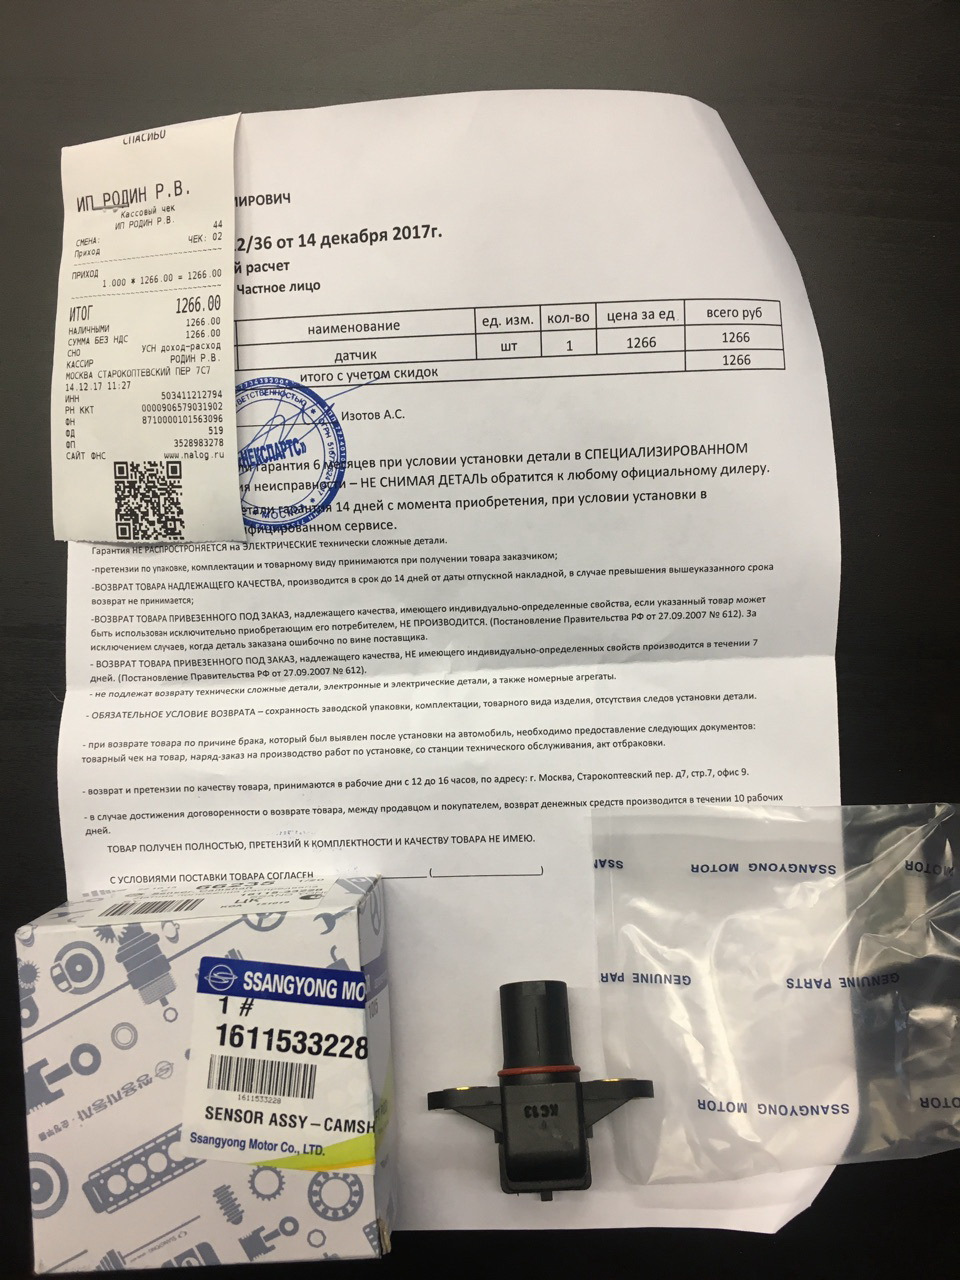 СПАСИБО
ИП РОДИН Р.В.
Кассовый чек
ИП РОДИН Р.В.
СМЕНА: 44
Приход ЧЕК: 02
ПРИХОД
1.000 * 1266.00 = 1266.00
ИТОГ 1266.00
НАЛИЧНЫМИ 1266.00
СУММА БЕЗ НДС 1266.00
СНО УСН доход-расход
КАССИР РОДИН Р.В.
МОСКВА СТАРОКОПТЕВСКИЙ ПЕР 7С7
14.12.17 11:27
ИНН 503411212794
РН ККТ 0000906579031902
ФН 8710000101563096
ФД 519
ФП 3528983278
САЙТ ФНС www.nalog.ru
ИРОВИЧ
2/36 от 14 декабря 2017г.
й расчет
Частное лицо
наименование ед. изм. кол-во цена за ед всего руб
датчик шт 1 1266 1266
итого с учетом скидок 1266
Изотов А.С.
НЕКСПАРТС»
МОСКВА
гарантия 6 месяцев при условии установки детали в СПЕЦИАЛИЗИРОВАННОМ
неисправности – НЕ СНИМАЯ ДЕТАЛЬ обратится к любому официальному дилеру.
гарантия 14 дней с момента приобретения, при условии установки в
фицированном сервисе.
Гарантия НЕ РАСПРОСТРОНЯЕТСЯ на ЭЛЕКТРИЧЕСКИЕ технически сложные детали.
-претензии по упаковке, комплектации и товарному виду принимаются при получении товара заказчиком;
-ВОЗВРАТ ТОВАРА НАДЛЕЖАЩЕГО КАЧЕСТВА, производится в срок до 14 дней от даты отпускной накладной, в случае превышения вышеуказанного срока
возврат не принимается;
-ВОЗВРАТ ТОВАРА ПРИВЕЗЕННОГО ПОД ЗАКАЗ, надлежащего качества, имеющего индивидуально-определенные свойства, если указанный товар может
быть использован исключительно приобретающим его потребителем, НЕ ПРОИЗВОДИТСЯ. (Постановление Правительства РФ от 27.09.2007 № 612). За
исключением случаев, когда деталь заказана ошибочно по вине поставщика.
- ВОЗВРАТ ТОВАРА ПРИВЕЗЕННОГО ПОД ЗАКАЗ, надлежащего качества, НЕ имеющего индивидуально-определенных свойств производится в течении 7
дней. (Постановление Правительства РФ от 27.09.2007 № 612).
- не подлежат возврату технически сложные детали, электронные и электрические детали, а также номерные агрегаты.
- ОБЯЗАТЕЛЬНОЕ УСЛОВИЕ ВОЗВРАТА – сохранность заводской упаковки, комплектации, товарного вида изделия, отсутствия следов установки детали.
- при возврате товара по причине брака, который был выявлен после установки на автомобиль, необходимо предоставление следующих документов:
товарный чек на товар, наряд-заказ на производство работ по установке, со станции технического обслуживания, акт отбраковки.
- возврат и претензии по качеству товара, принимаются в рабочие дни с 12 до 16 часов, по адресу: г. Москва, Старокоптевский пер. д7, стр.7, офис 9.
- в случае достижения договоренности о возврате товара, между продавцом и покупателем, возврат денежных средств производится в течении 10 рабочих
дней.
ТОВАР ПОЛУЧЕН ПОЛНОСТЬЮ, ПРЕТЕНЗИЙ К КОМПЛЕКТНОСТИ И КАЧЕСТВУ ТОВАРА НЕ ИМЕЮ.
С УСЛОВИЯМИ ПОСТАВКИ ТОВАРА СОГЛАСЕН
66235
ЦК
SSANGYONG MO
1 #
1611533228
1611533228
SENSOR ASSY-CAMSH
Ssangyong Motor Co., LTD.
KC13
SSANGYONG MOTOR
GENUINE PAR
GENUINE PARTS
SSANGYONG MOTOR